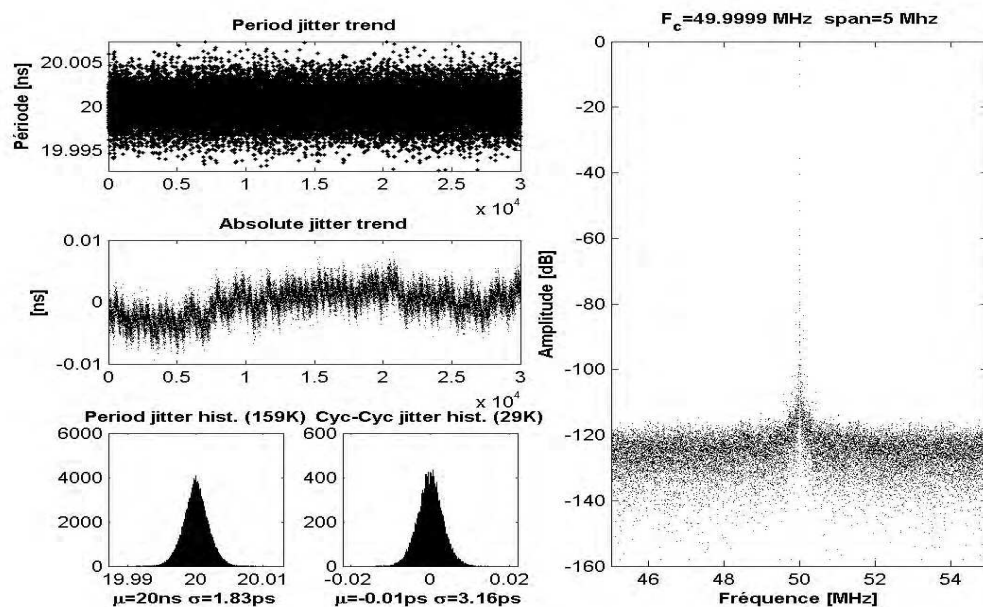 Period jitter trend
Période [ns]
20.005
20
19.995
0 0.5 1 1.5 2 2.5 3
x 10^4
Absolute jitter trend
[ns]
0.01
0
-0.01
0 0.5 1 1.5 2 2.5 3
x 10^4
Period jitter hist. (159K)
6000
4000
2000
0
19.99 20 20.01
μ=20ns σ=1.83ps
Cyc-Cyc jitter hist. (29K)
600
400
200
0
-0.02 0 0.02
μ=-0.01ps σ=3.16ps
F_c=49.9999 MHz span=5 Mhz
Amplitude [dB]
0
-20
-40
-60
-80
-100
-120
-140
-160
46 48 50 52 54
Fréquence [MHz]